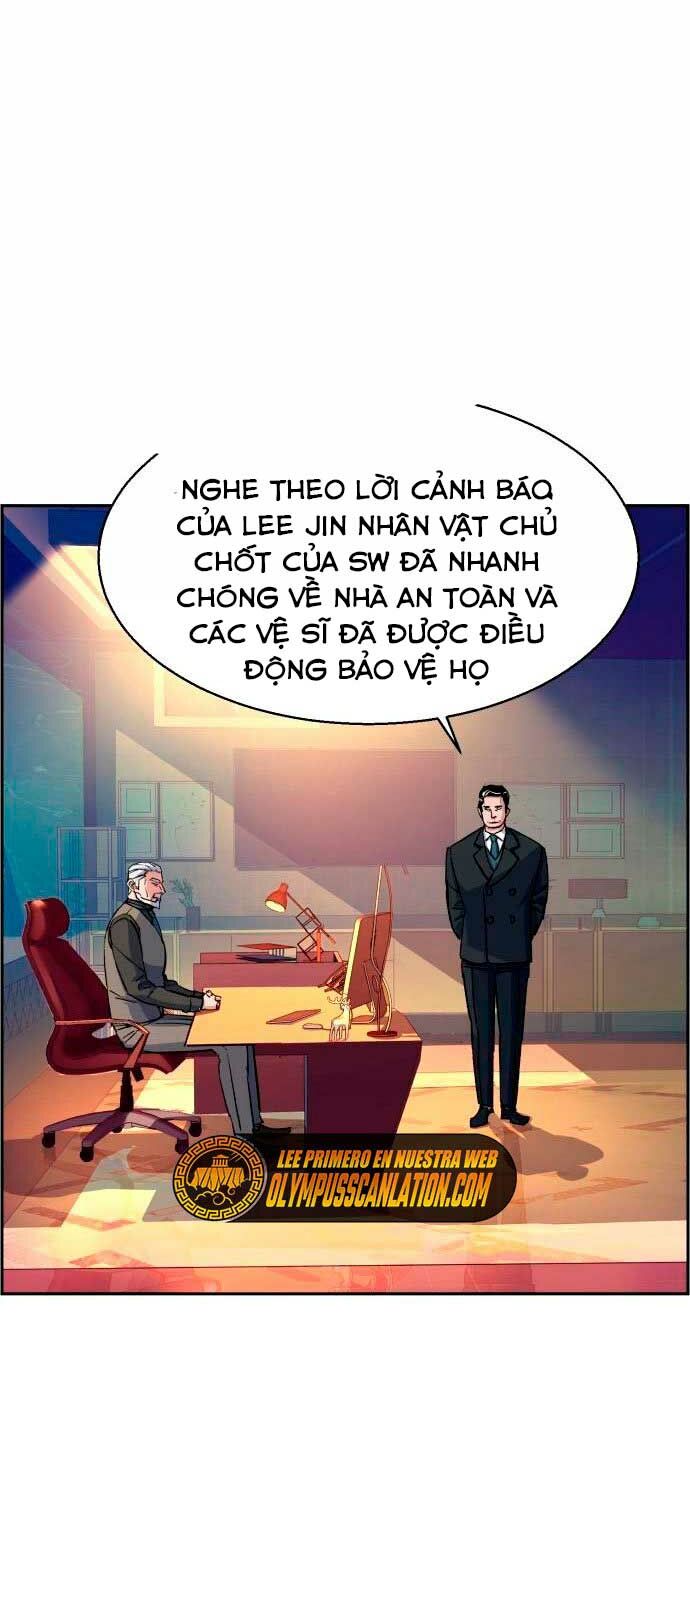 NGHE THEO LỜI CẢNH BÁO
CỦA LEE JIN NHÂN VẬT CHỦ
CHỐT CỦA SW ĐÃ NHANH
CHÓNG VỀ NHÀ AN TOÀN VÀ
CÁC VỆ SĨ ĐÃ ĐƯỢC ĐIỀU
ĐỘNG BẢO VỆ HỌ
LEE PRIMERO EN NUESTRA WEB
OLYMPUSSCANLATION.COM